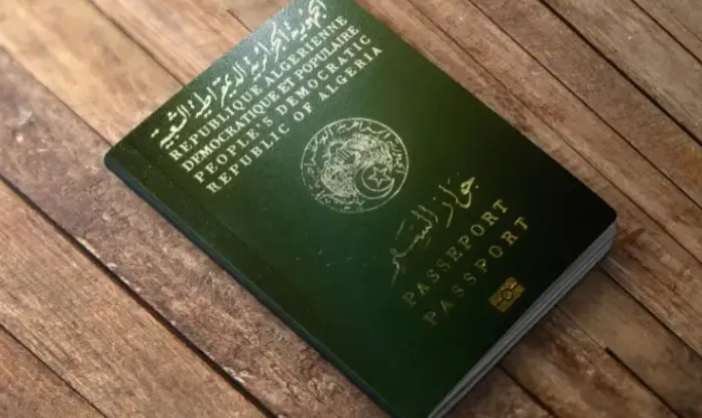 الجمهورية الجزائرية الديمقراطية الشعبية
REPUBLIQUE ALGERIENNE
DEMOCRATIQUE ET POPULAIRE
PEOPLE'S DEMOCRATIC
REPUBLIC OF ALGERIA
جواز السفر
PASSEPORT
PASSPORT